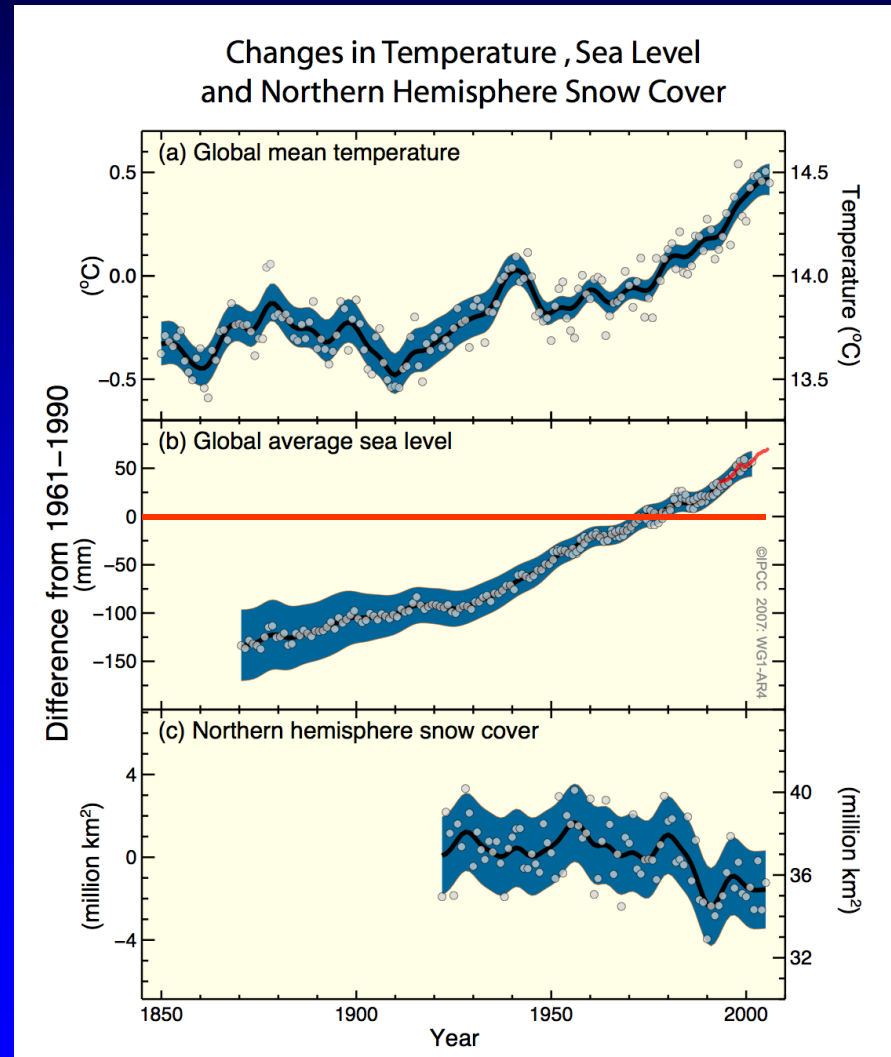 Changes in Temperature , Sea Level
and Northern Hemisphere Snow Cover
(a) Global mean temperature
0.5
0.0
−0.5
(°C)
14.5
14.0
13.5
Temperature (°C)
Difference from 1961−1990
(b) Global average sea level
50
0
−50
−100
−150
(mm)
©IPCC 2007: WG1-AR4
(c) Northern hemisphere snow cover
4
0
−4
(million km²)
40
36
32
(million km²)
1850
1900
1950
2000
Year